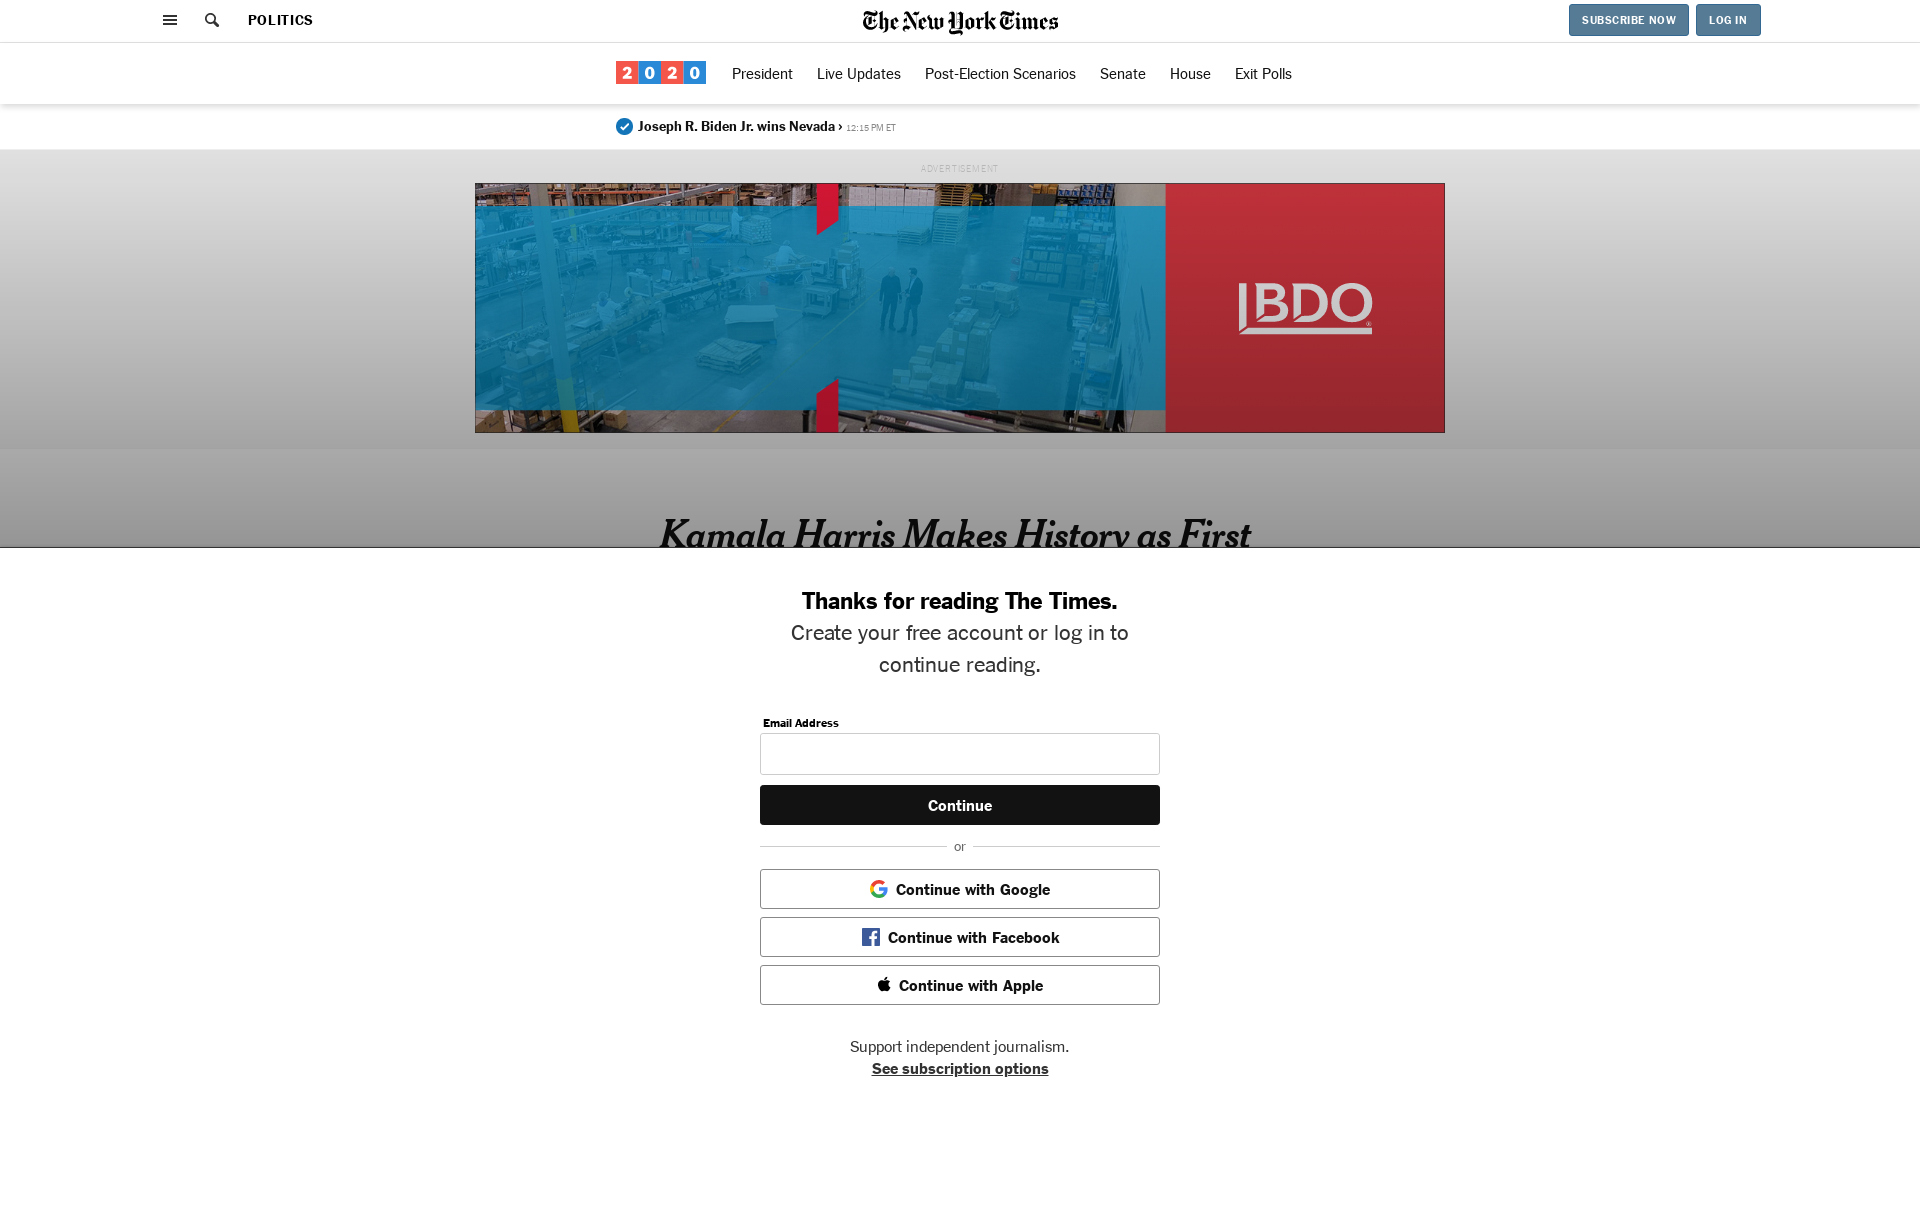 POLITICS
The New York Times
SUBSCRIBE NOW
LOG IN
2020
President
Live Updates
Post-Election Scenarios
Senate
House
Exit Polls
Joseph R. Biden Jr. wins Nevada › 12:15 PM ET
ADVERTISEMENT
BDO
Kamala Harris Makes History as First
Thanks for reading The Times.
Create your free account or log in to
continue reading.
Email Address
Continue
or
Continue with Google
Continue with Facebook
Continue with Apple
Support independent journalism.
See subscription options